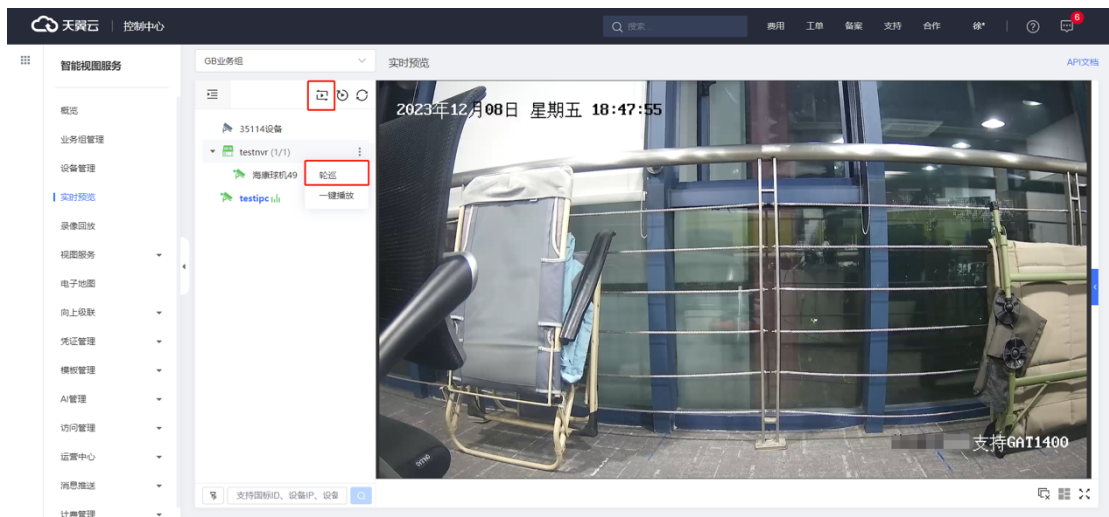 天翼云 控制中心 搜索... 费用 工单 备案 支持 合作 徐* 6
智能视图服务
概览
业务组管理
设备管理
实时预览
录像回放
视图服务
电子地图
向上级联
凭证管理
模板管理
AI管理
访问管理
运营中心
消息推送
计费管理
GB业务组
35114设备
testnvr (1/1)
海康球机49
testipc
轮巡
一键播放
支持国标ID、设备IP、设备
实时预览 API文档
2023年12月08日 星期五 18:47:55
支持GAT1400